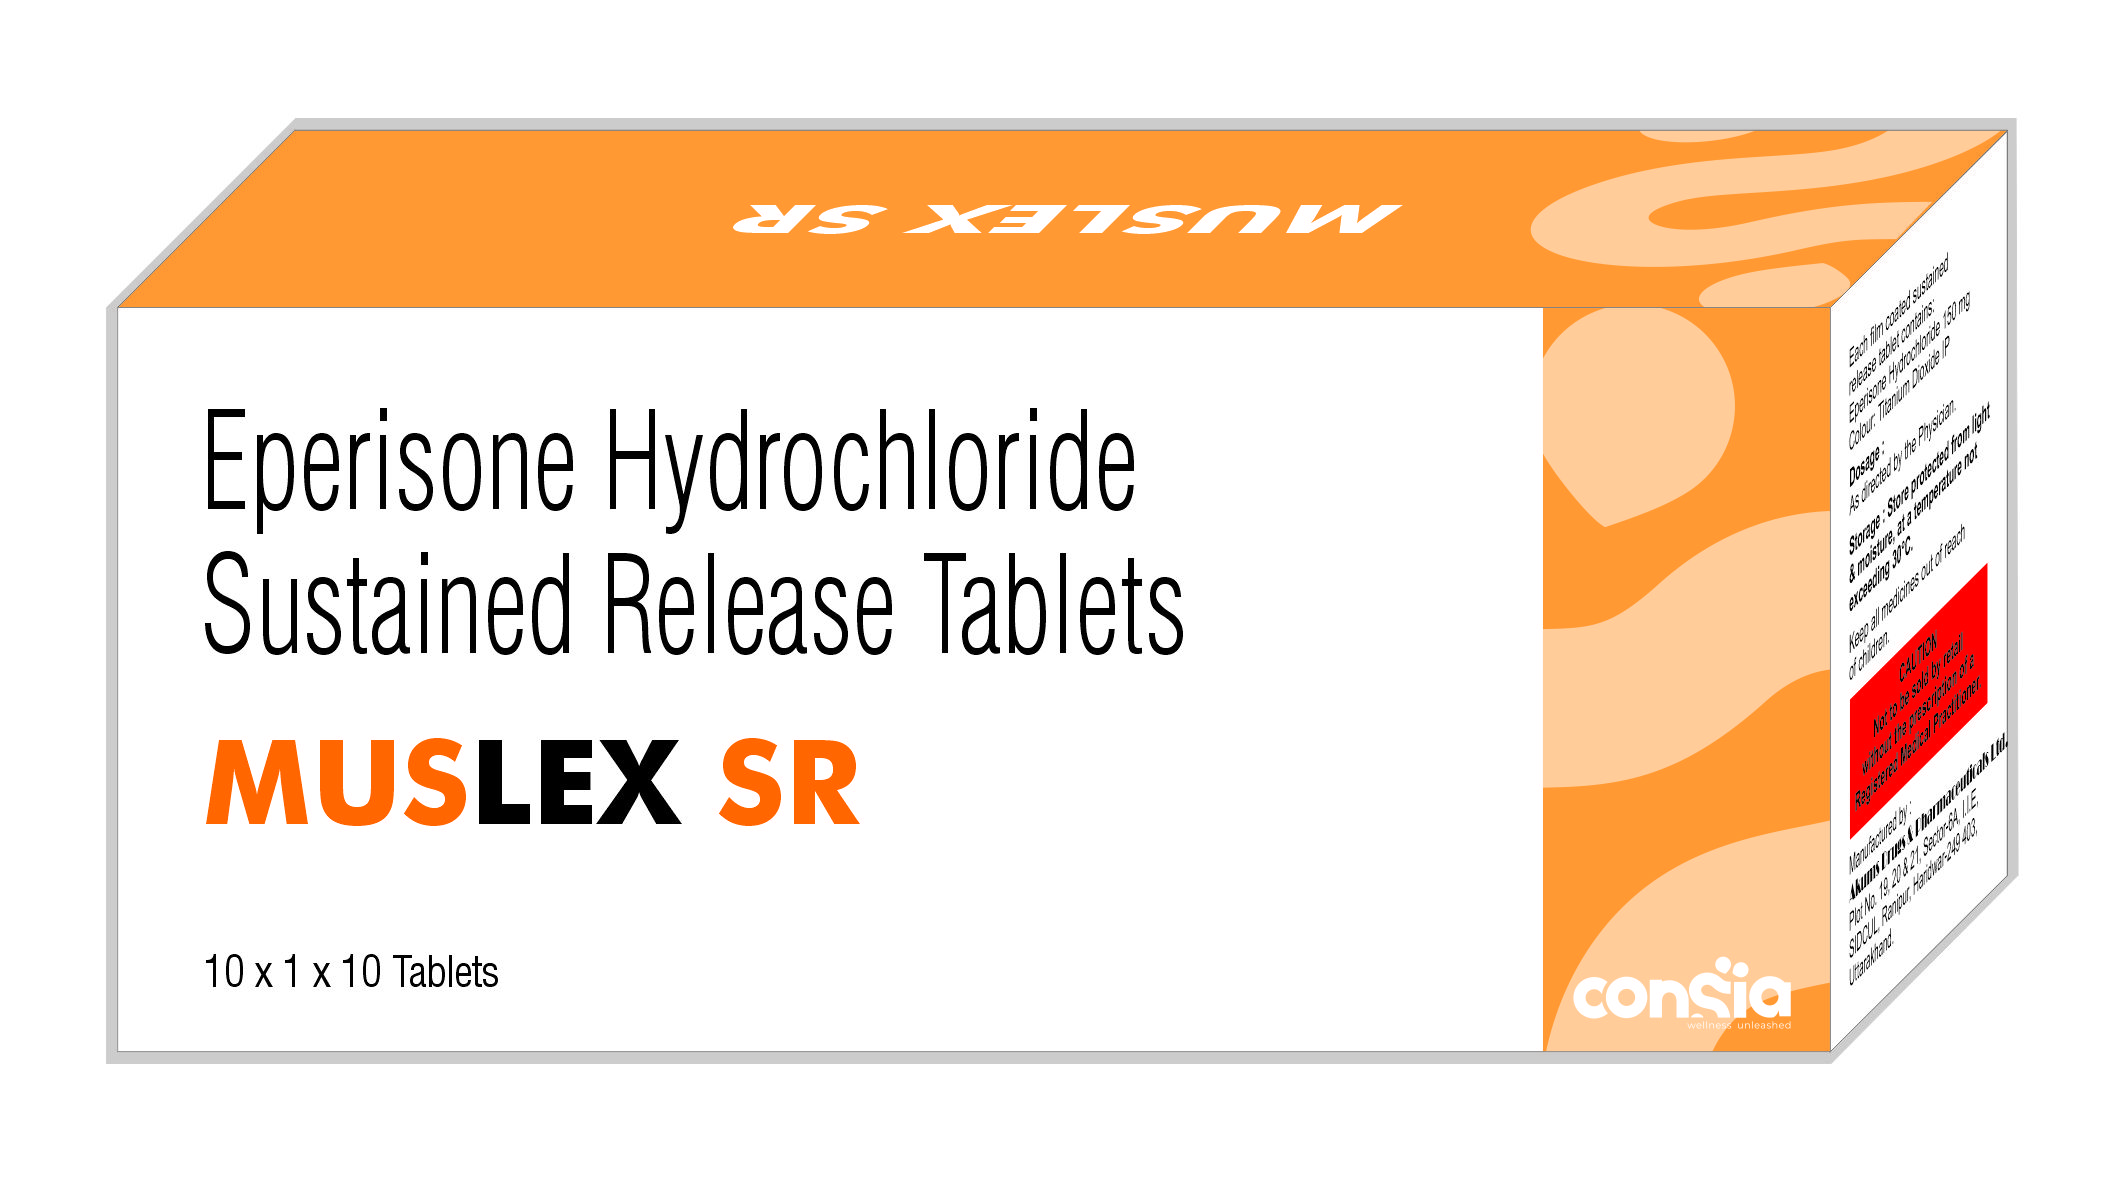 MUSLEX SR
Eperisone Hydrochloride
Sustained Release Tablets
MUSLEX SR
10 x 1 x 10 Tablets
consia
wellness unleashed
Each film coated sustained
release tablet contains:
Eperisone Hydrochloride 150 mg
Colour: Titanium Dioxide IP
Dosage :
As directed by the Physician.
Storage : Store protected from light
& moisture, at a temperature not
exceeding 30°C.
Keep all medicines out of reach
of children.
CAUTION
Not to be sold by retail
without the prescription of a
Registered Medical Practitioner.
Manufactured by :
Akums Drugs & Pharmaceuticals Ltd.
Plot No. 19, 20 & 21, Sector-6A, I.I.E,
SIDCUL, Ranipur, Haridwar-249 403,
Uttarakhand.